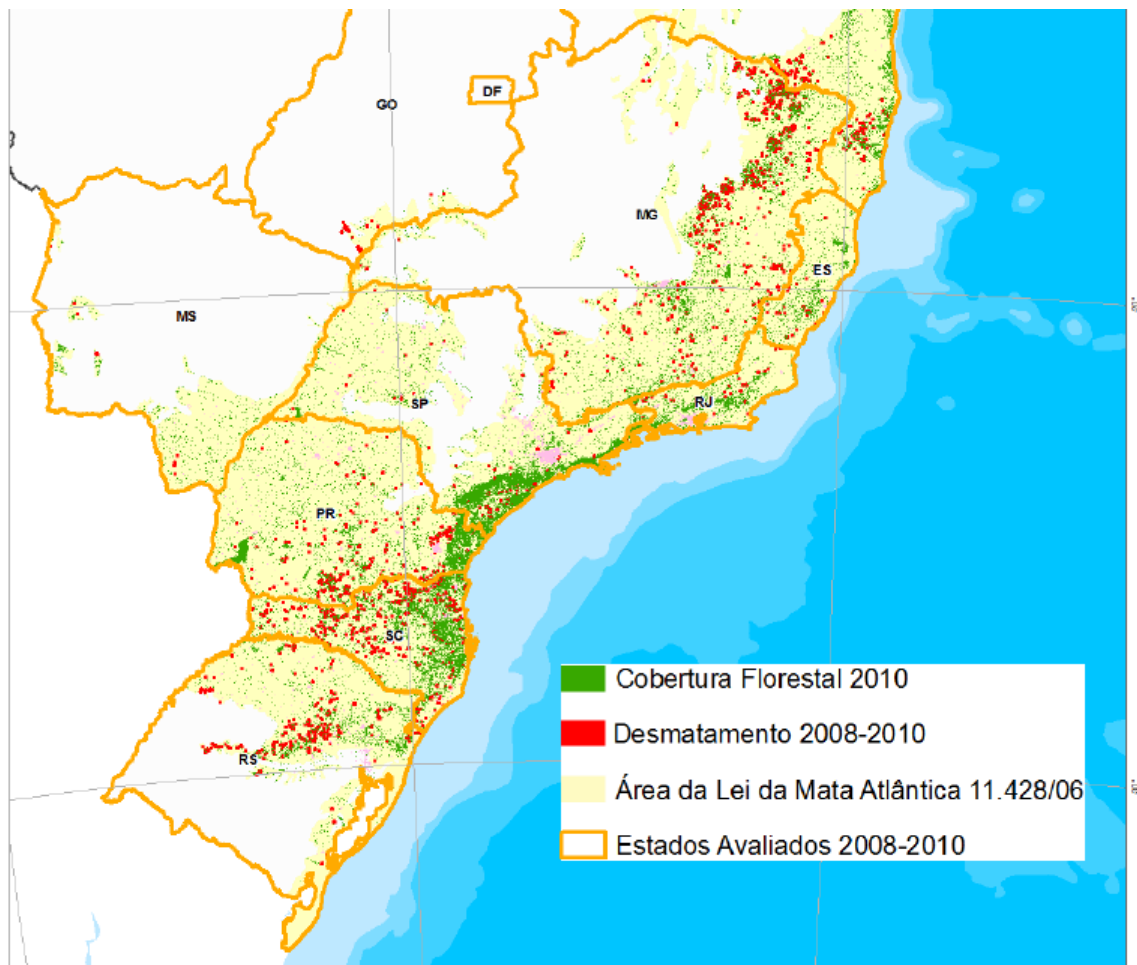 DF
GO
MG
ES
MS
SP
RJ
PR
SC
RS
Cobertura Florestal 2010
Desmatamento 2008-2010
Área da Lei da Mata Atlântica 11.428/06
Estados Avaliados 2008-2010